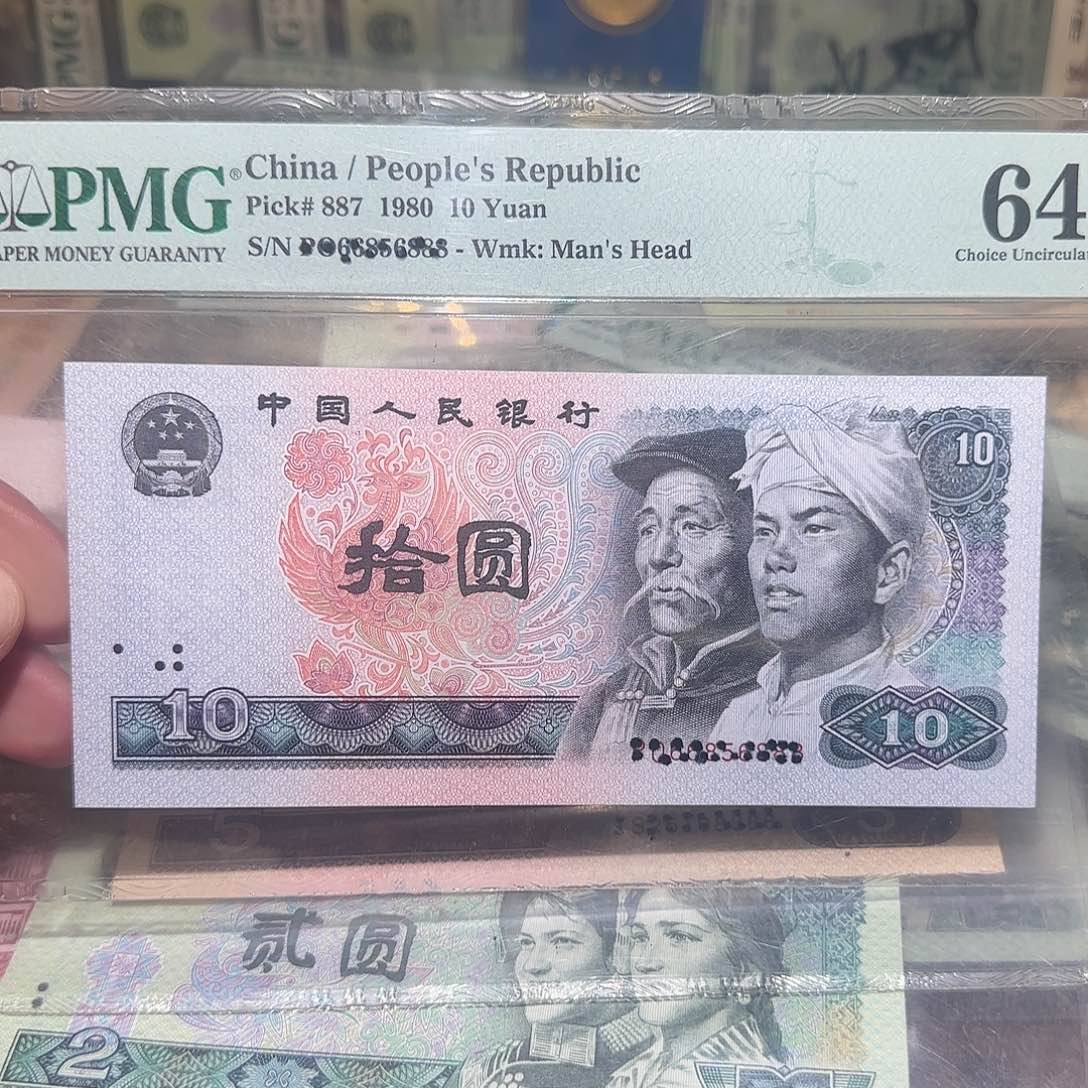 PMG® China / People's Republic
Pick# 887 1980 10 Yuan
S/N - Wmk: Man's Head
APER MONEY GUARANTY
64
Choice Uncircula
中国人民银行
10
拾圆
10
10
5
贰圆
2